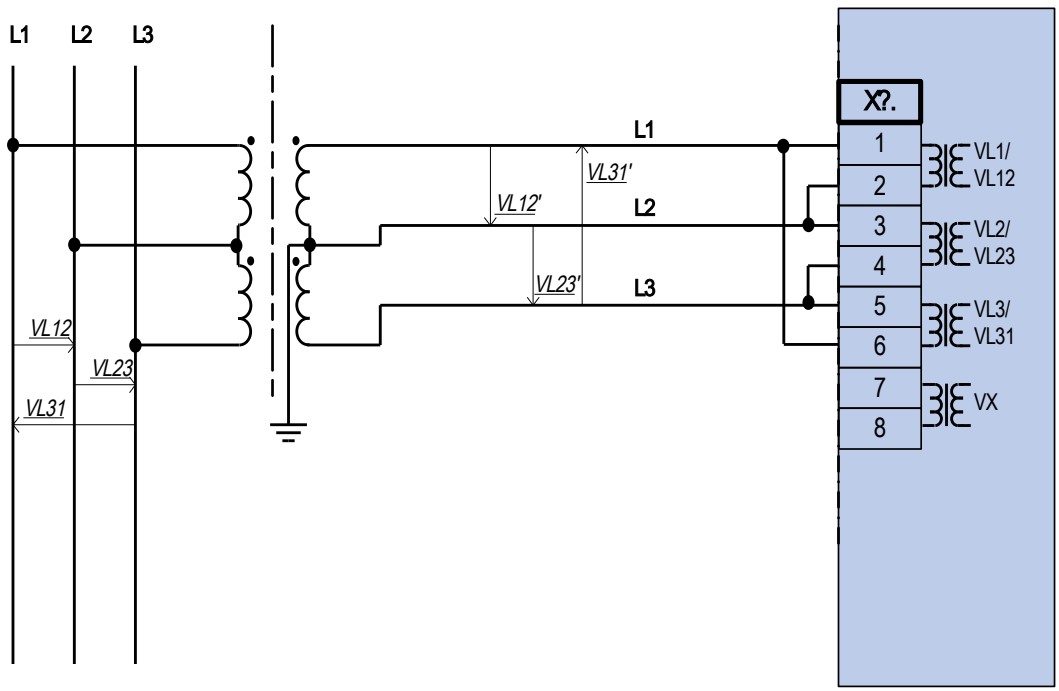 L1 L2 L3
X?.
L1
1
VL1/
VL12
VL31'
2
VL12'
L2
3
VL2/
VL23
4
VL23'
L3
5
VL3/
VL31
VL12
6
VL23
7
VX
VL31
8